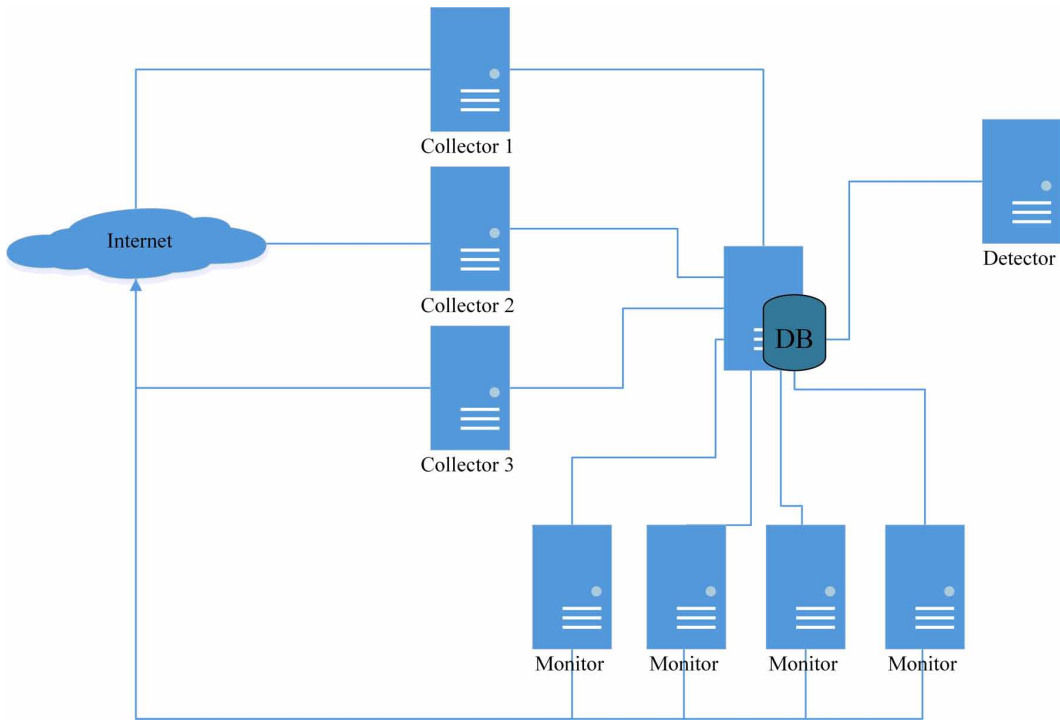 Collector 1
Internet
Collector 2
Detector
DB
Collector 3
Monitor
Monitor
Monitor
Monitor